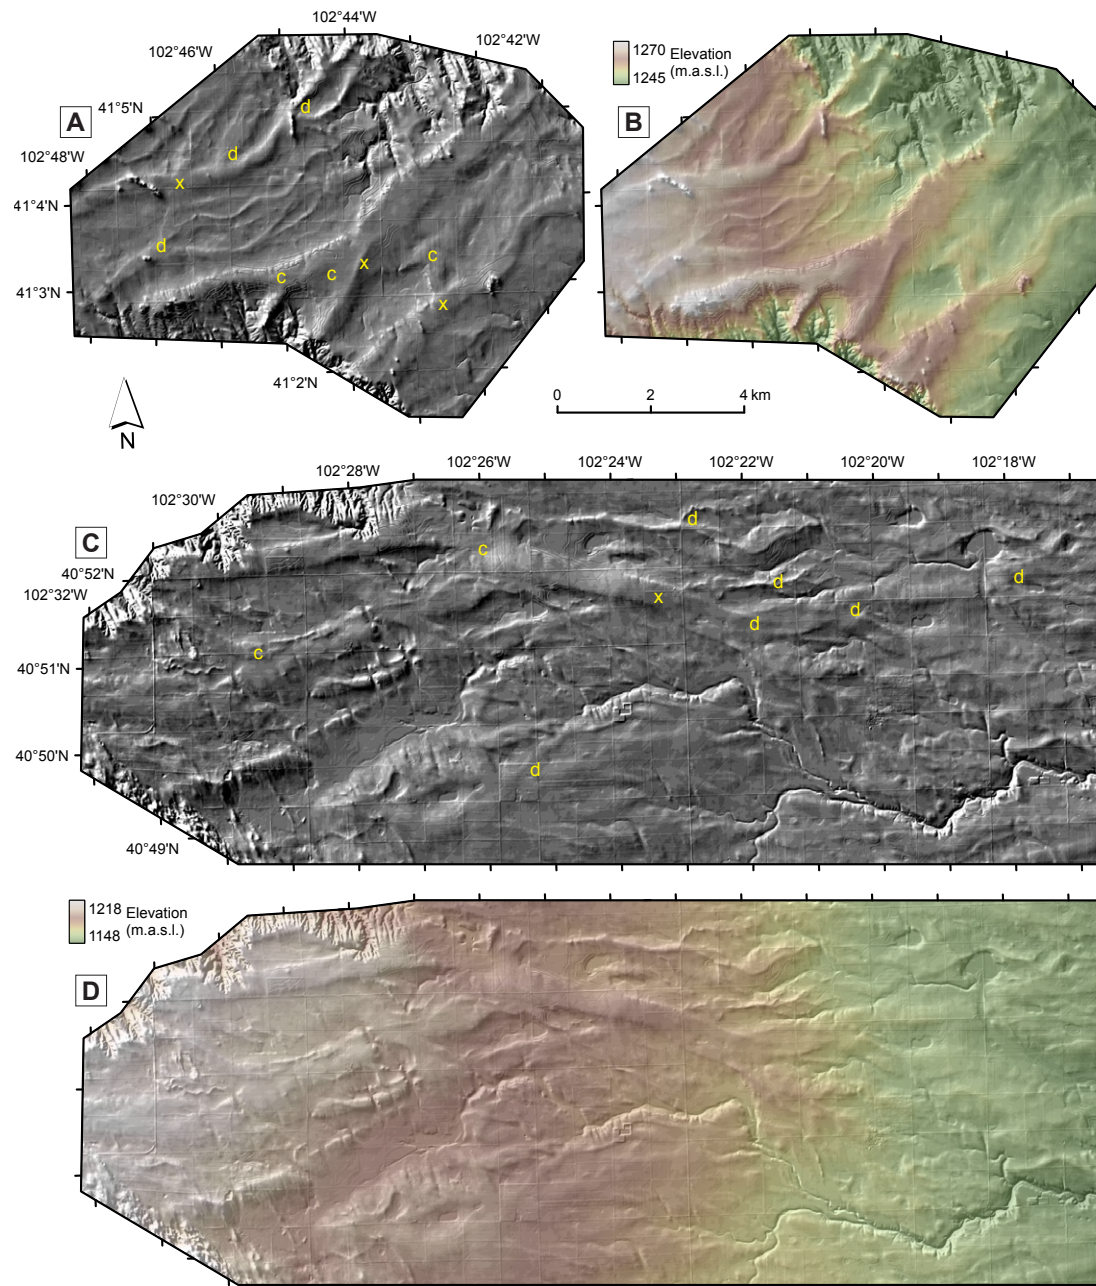 102°44'W
102°46'W
102°42'W
1270 Elevation
1245 (m.a.s.l.)
A
B
41°5'N
102°48'W
41°4'N
41°3'N
41°2'N
d
d
x
d
c
c
x
c
x
0 2 4 km
N
102°28'W 102°26'W 102°24'W 102°22'W 102°20'W 102°18'W
102°30'W
C
40°52'N
102°32'W
40°51'N
40°50'N
40°49'N
d
c
d
d
x
d
d
c
d
1218 Elevation
1148 (m.a.s.l.)
D